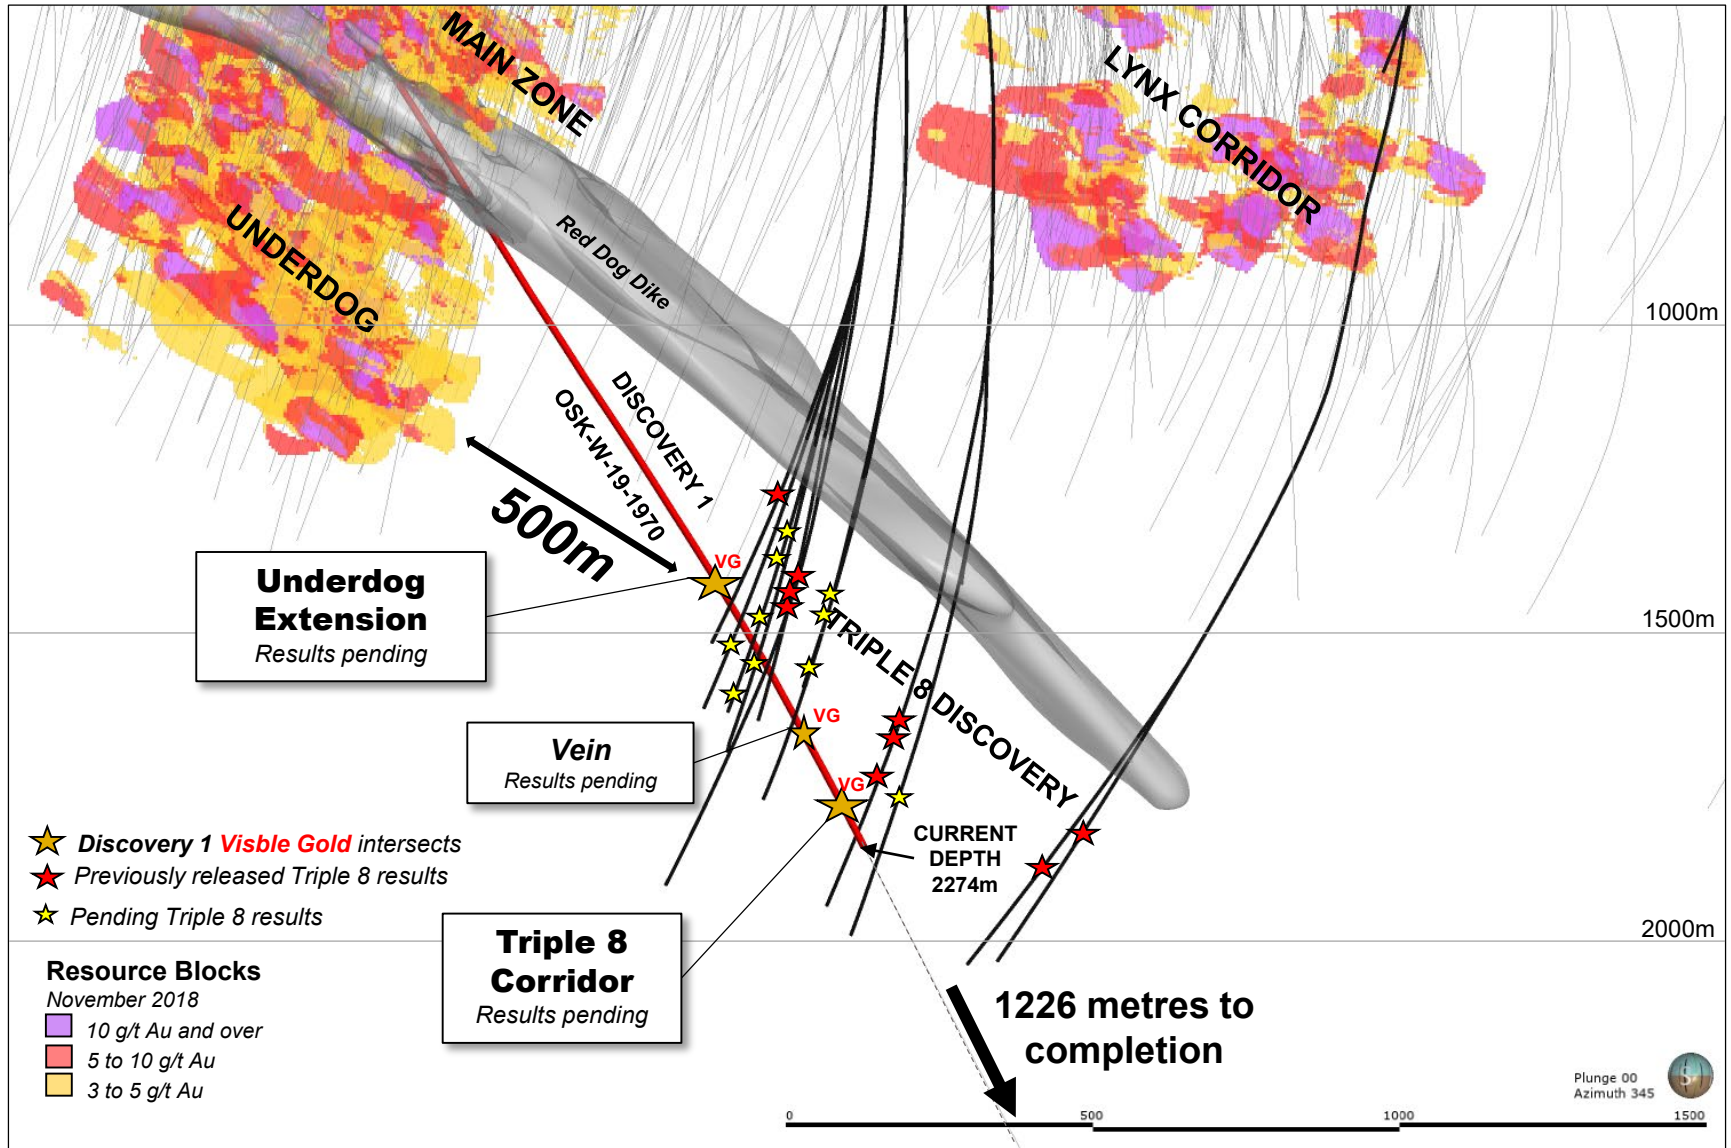 MAIN ZONE
LYNX CORRIDOR
UNDERDOG
Red Dog Dike
1000m
DISCOVERY 1
OSK-W-19-1970
500m
VG
Underdog
Extension
Results pending
1500m
TRIPLE 8 DISCOVERY
VG
Vein
Results pending
VG
CURRENT
DEPTH
2274m
Discovery 1 Visble Gold intersects
Previously released Triple 8 results
Pending Triple 8 results
Triple 8
Corridor
Results pending
2000m
Resource Blocks
November 2018
10 g/t Au and over
5 to 10 g/t Au
3 to 5 g/t Au
1226 metres to
completion
Plunge 00
Azimuth 345
S
0 500 1000 1500